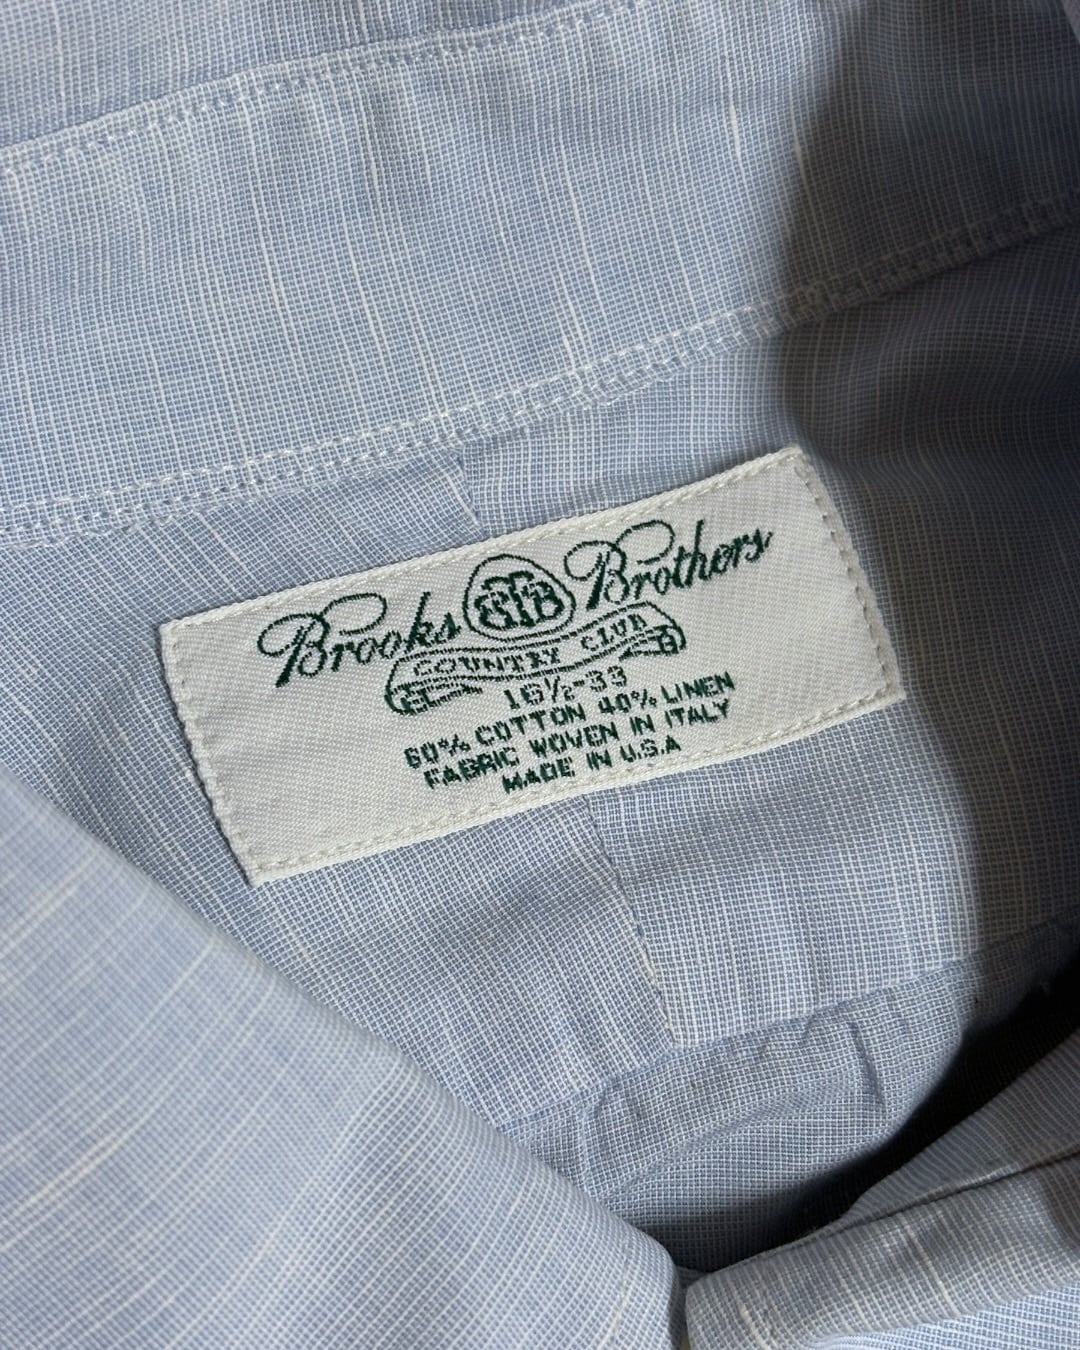 Brooks BB Brothers
COUNTRY CLUB
16½-33
60% COTTON 40% LINEN
FABRIC WOVEN IN ITALY
MADE IN U.S.A